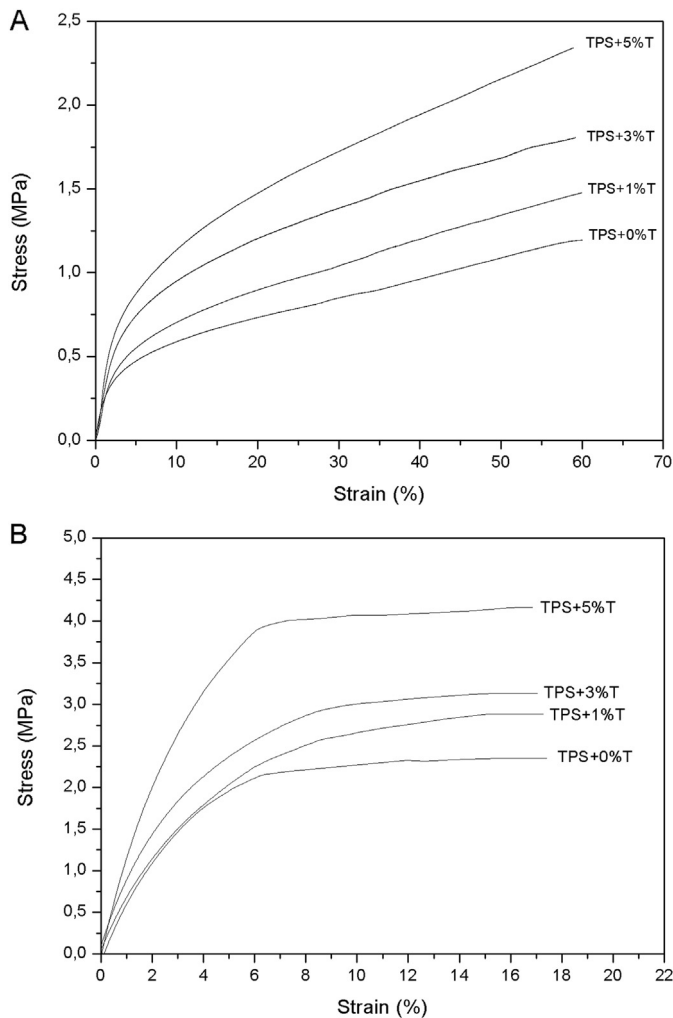 A
2,5
2,0
1,5
1,0
0,5
0,0
Stress (MPa)
TPS+5%T
TPS+3%T
TPS+1%T
TPS+0%T
0 10 20 30 40 50 60 70
Strain (%)
B
5,0
4,5
4,0
3,5
3,0
2,5
2,0
1,5
1,0
0,5
0,0
Stress (MPa)
TPS+5%T
TPS+3%T
TPS+1%T
TPS+0%T
0 2 4 6 8 10 12 14 16 18 20 22
Strain (%)